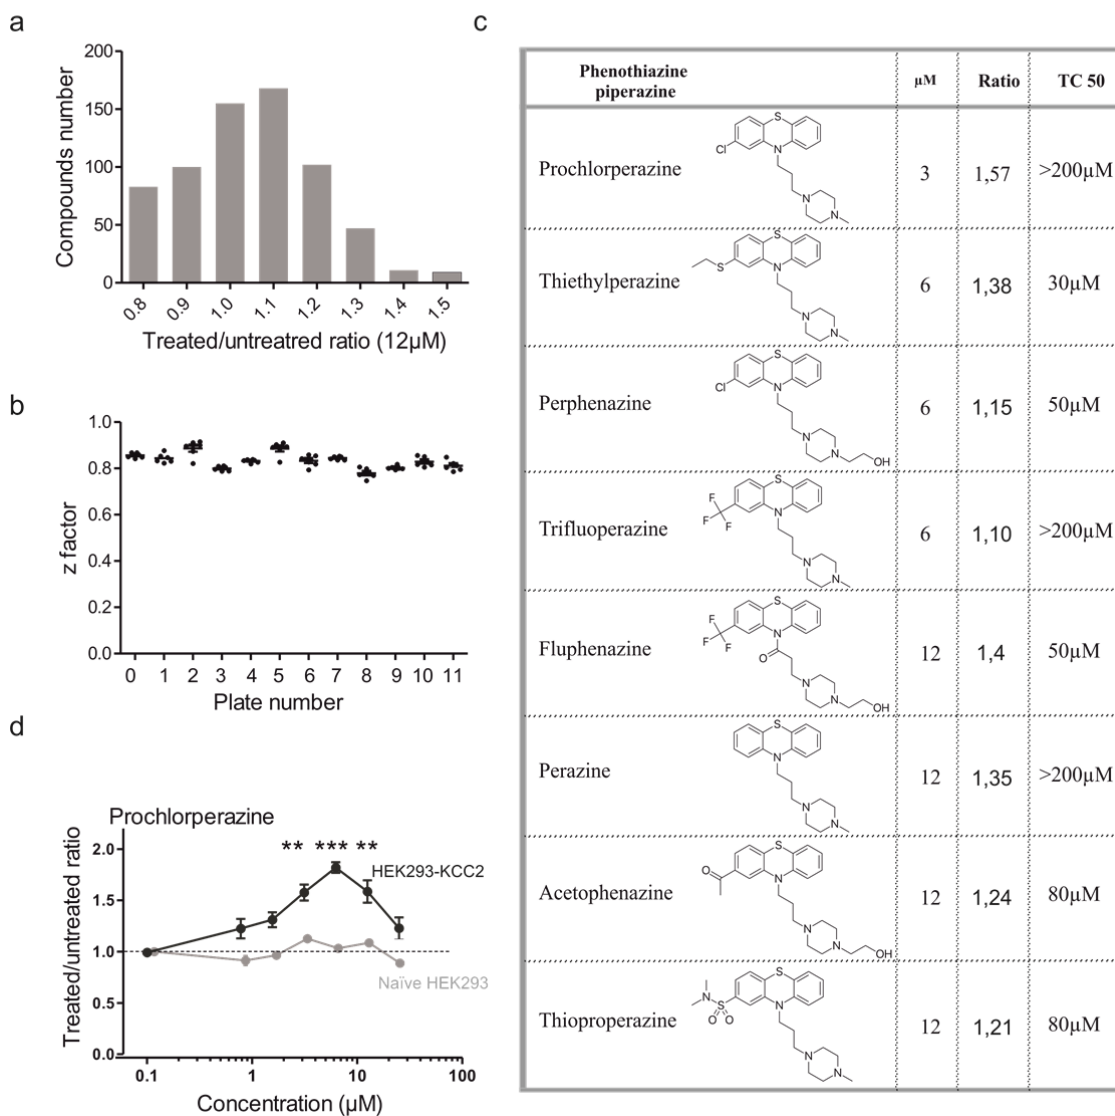 a
200
150
100
50
0
Compounds number
0.8 0.9 1.0 1.1 1.2 1.3 1.4 1.5
Treated/untreatred ratio (12µM)
b
1.0
0.8
0.6
0.4
0.2
0.0
z factor
0 1 2 3 4 5 6 7 8 9 10 11
Plate number
d
Prochlorperazine
** *** **
2.0
1.5
1.0
0.5
0.0
Treated/untreated ratio
HEK293-KCC2
Naïve HEK293
0.1 1 10 100
Concentration (µM)
c
Phenothiazine
piperazine
µM Ratio TC 50
Prochlorperazine 3 1,57 >200µM
S
Cl
N
N
N
Thiethylperazine 6 1,38 30µM
S
S
N
N
N
Perphenazine 6 1,15 50µM
S
Cl
N
N
N
OH
Trifluoperazine 6 1,10 >200µM
S
F
F
F
N
N
N
Fluphenazine 12 1,4 50µM
S
F
F
F
N
O
N
N
OH
Perazine 12 1,35 >200µM
S
N
N
N
Acetophenazine 12 1,24 80µM
S
O
N
N
N
OH
Thioproperazine 12 1,21 80µM
S
N
S
O O
N
N
N